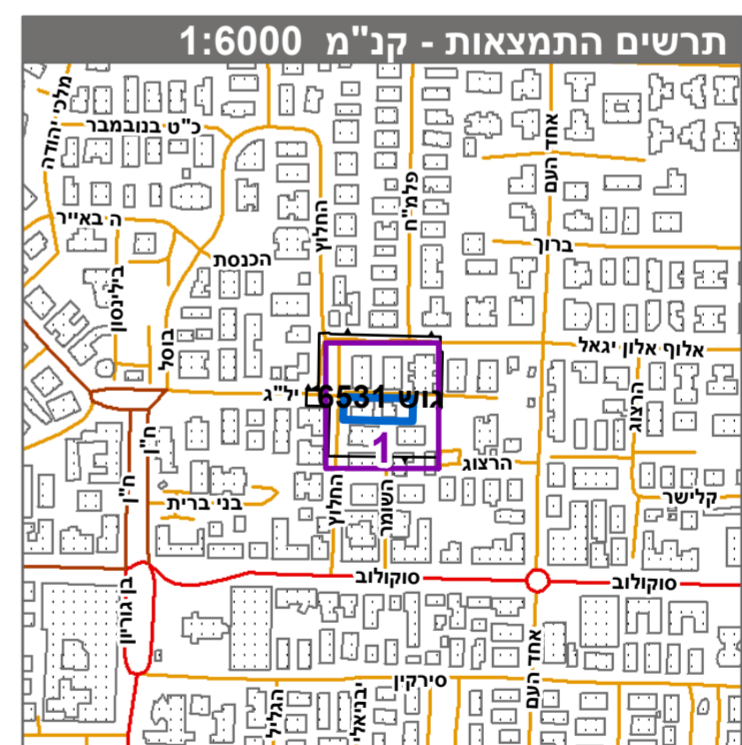 תרשים התמצאות - קנ"מ 1:6000
מלכי יהודה
כ"ט בנובמבר
אחד העם
פלמ"ח
החלוץ
ה באייר
ברוך
הכנסת
בילינסון
בוסל
אלוף אלון יגאל
יל"ג
גוש 6531
הרצוג
ח"ן
1
הרצוג
ח"ן
החלוץ
השומר
קלישר
בני ברית
סוקולוב
סוקולוב
בן גוריון
אחד העם
סירקין
הגליל
יבניאלי